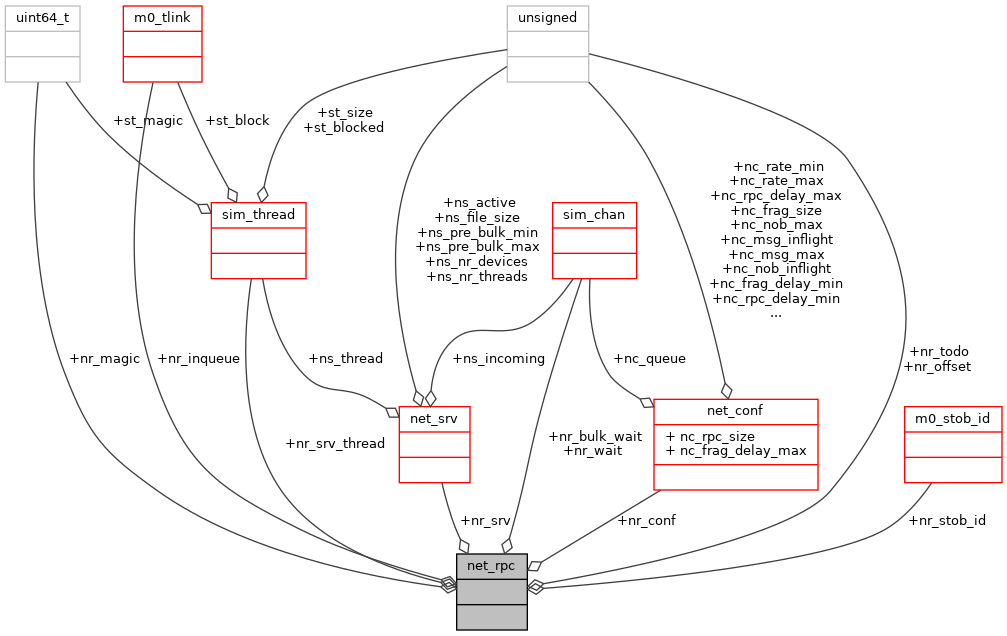 uint64_t
m0_tlink
unsigned
+st_magic
+st_block
+st_size
+st_blocked
+nc_rate_min
+nc_rate_max
+nc_rpc_delay_max
+nc_frag_size
+nc_nob_max
+nc_msg_inflight
+nc_msg_max
+nc_nob_inflight
+nc_frag_delay_min
+nc_rpc_delay_min
...
sim_thread
+ns_active
+ns_file_size
+ns_pre_bulk_min
+ns_pre_bulk_max
+ns_nr_devices
+ns_nr_threads
sim_chan
+nr_magic
+nr_inqueue
+ns_thread
+ns_incoming
+nc_queue
+nr_todo
+nr_offset
net_srv
net_conf
+ nc_rpc_size
+ nc_frag_delay_max
m0_stob_id
+nr_srv_thread
+nr_bulk_wait
+nr_wait
+nr_srv
+nr_conf
+nr_stob_id
net_rpc